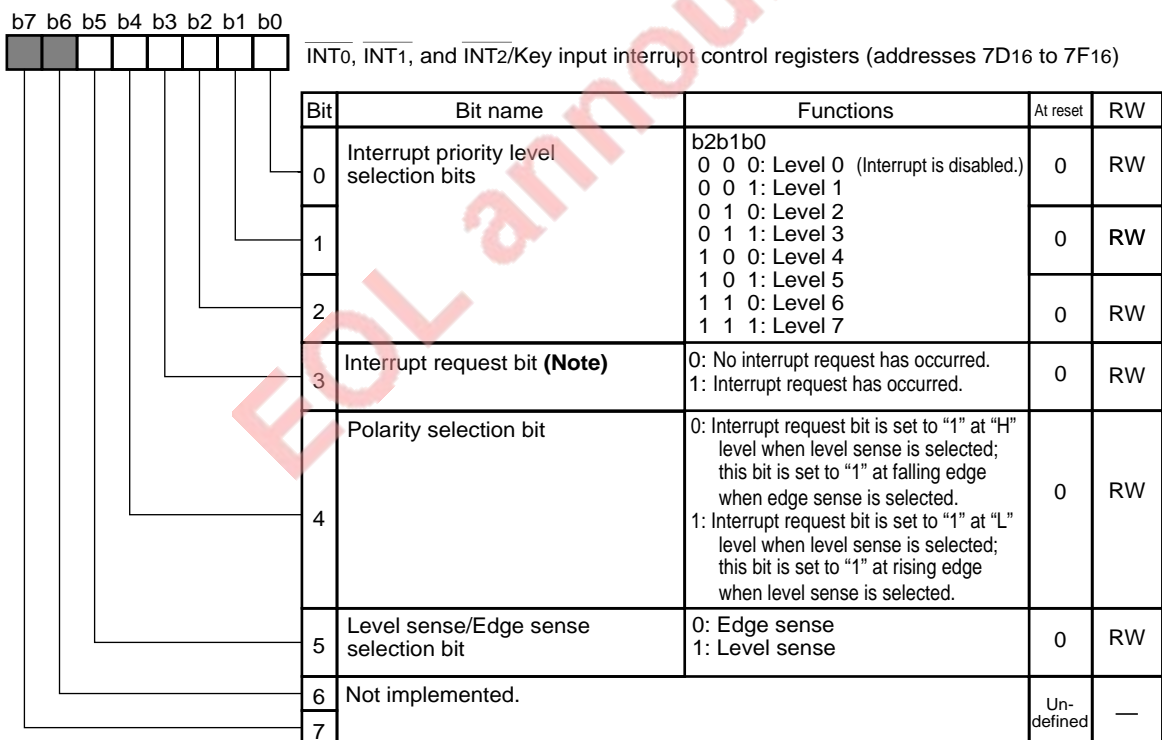 b7 b6 b5 b4 b3 b2 b1 b0
INT0, INT1, and INT2/Key input interrupt control registers (addresses 7D16 to 7F16)
Bit Bit name Functions At reset RW
0 Interrupt priority level
selection bits
b2b1b0
0 0 0: Level 0 (Interrupt is disabled.)
0 0 1: Level 1
0 1 0: Level 2
0 1 1: Level 3
1 0 0: Level 4
1 0 1: Level 5
1 1 0: Level 6
1 1 1: Level 7
0 RW
1 0 RW
2 0 RW
3 Interrupt request bit (Note)
0: No interrupt request has occurred.
1: Interrupt request has occurred.
0 RW
4 Polarity selection bit
0: Interrupt request bit is set to “1” at “H”
level when level sense is selected;
this bit is set to “1” at falling edge
when edge sense is selected.
1: Interrupt request bit is set to “1” at “L”
level when level sense is selected;
this bit is set to “1” at rising edge
when level sense is selected.
0 RW
5 Level sense/Edge sense
selection bit
0: Edge sense
1: Level sense
0 RW
6 Not implemented.
7
Un-
defined
—
EOL annou